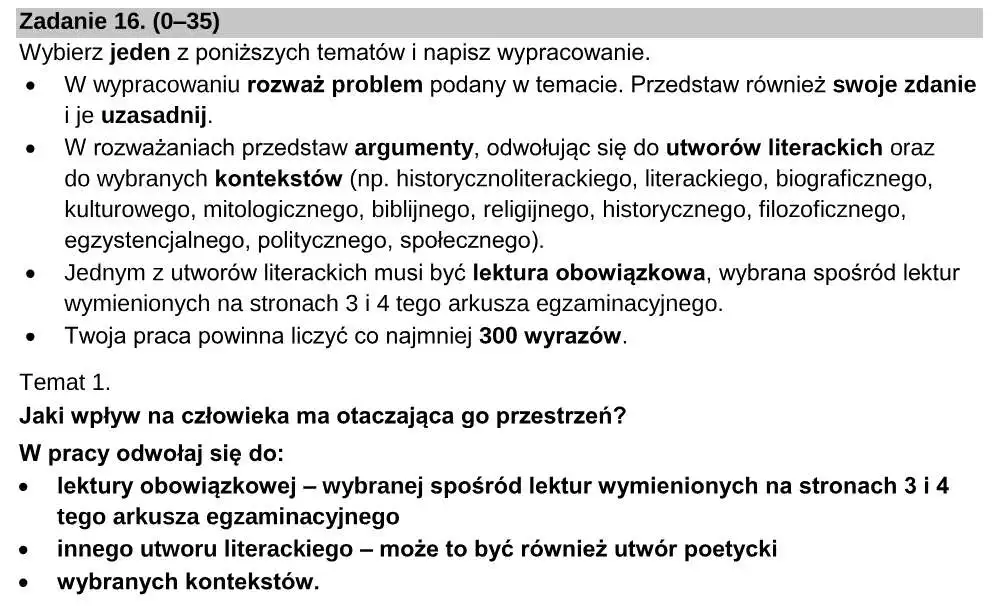 Zadanie 16. (0–35)
Wybierz jeden z poniższych tematów i napisz wypracowanie.
• W wypracowaniu rozważ problem podany w temacie. Przedstaw również swoje zdanie
i je uzasadnij.
• W rozważaniach przedstaw argumenty, odwołując się do utworów literackich oraz
do wybranych kontekstów (np. historycznoliterackiego, literackiego, biograficznego,
kulturowego, mitologicznego, biblijnego, religijnego, historycznego, filozoficznego,
egzystencjalnego, politycznego, społecznego).
• Jednym z utworów literackich musi być lektura obowiązkowa, wybrana spośród lektur
wymienionych na stronach 3 i 4 tego arkusza egzaminacyjnego.
• Twoja praca powinna liczyć co najmniej 300 wyrazów.
Temat 1.
Jaki wpływ na człowieka ma otaczająca go przestrzeń?
W pracy odwołaj się do:
• lektury obowiązkowej – wybranej spośród lektur wymienionych na stronach 3 i 4
tego arkusza egzaminacyjnego
• innego utworu literackiego – może to być również utwór poetycki
• wybranych kontekstów.